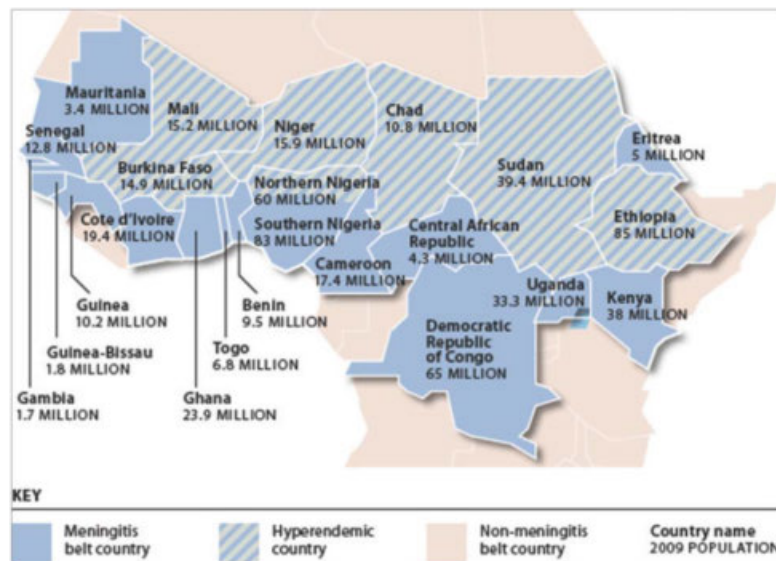 Mauritania
3.4 MILLION
Mali
15.2 MILLION
Niger
15.9 MILLION
Chad
10.8 MILLION
Senegal
12.8 MILLION
Eritrea
5 MILLION
Burkina Faso
14.9 MILLION
Northern Nigeria
60 MILLION
Sudan
39.4 MILLION
Cote d'Ivoire
19.4 MILLION
Southern Nigeria
83 MILLION
Central African
Republic
4.3 MILLION
Ethiopia
85 MILLION
Cameroon
17.4 MILLION
Uganda
33.3 MILLION
Kenya
38 MILLION
Guinea
10.2 MILLION
Benin
9.5 MILLION
Guinea-Bissau
1.8 MILLION
Togo
6.8 MILLION
Democratic
Republic
of Congo
65 MILLION
Gambia
1.7 MILLION
Ghana
23.9 MILLION
KEY
Meningitis
belt country
Hyperendemic
country
Non-meningitis
belt country
Country name
2009 POPULATION